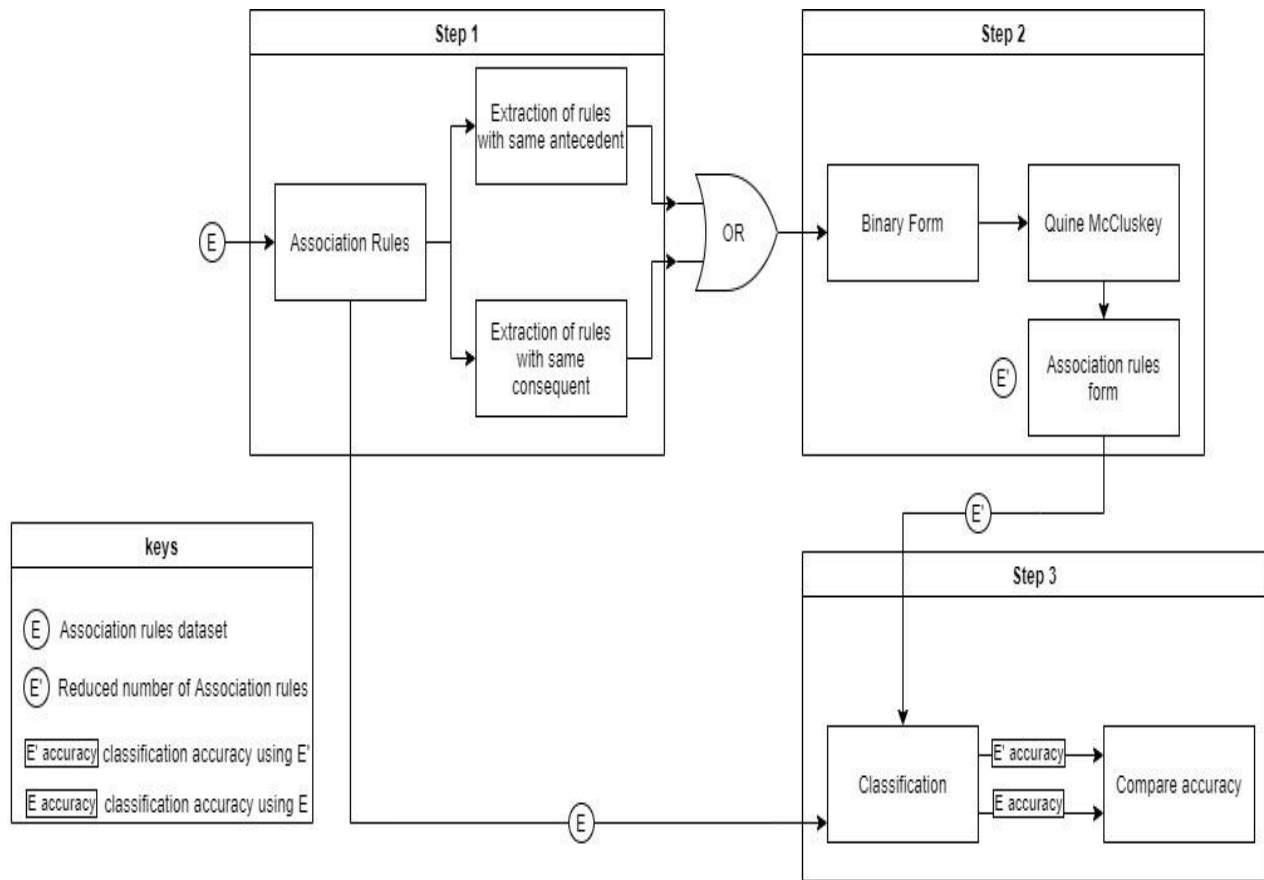 Step 1
E
Association Rules
Extraction of rules
with same antecedent
Extraction of rules
with same
consequent
OR
Step 2
Binary Form
Quine McCluskey
E'
Association rules
form
E'
keys
E Association rules dataset
E' Reduced number of Association rules
E' accuracy classification accuracy using E'
E accuracy classification accuracy using E
E
Step 3
Classification
E' accuracy
E accuracy
Compare accuracy